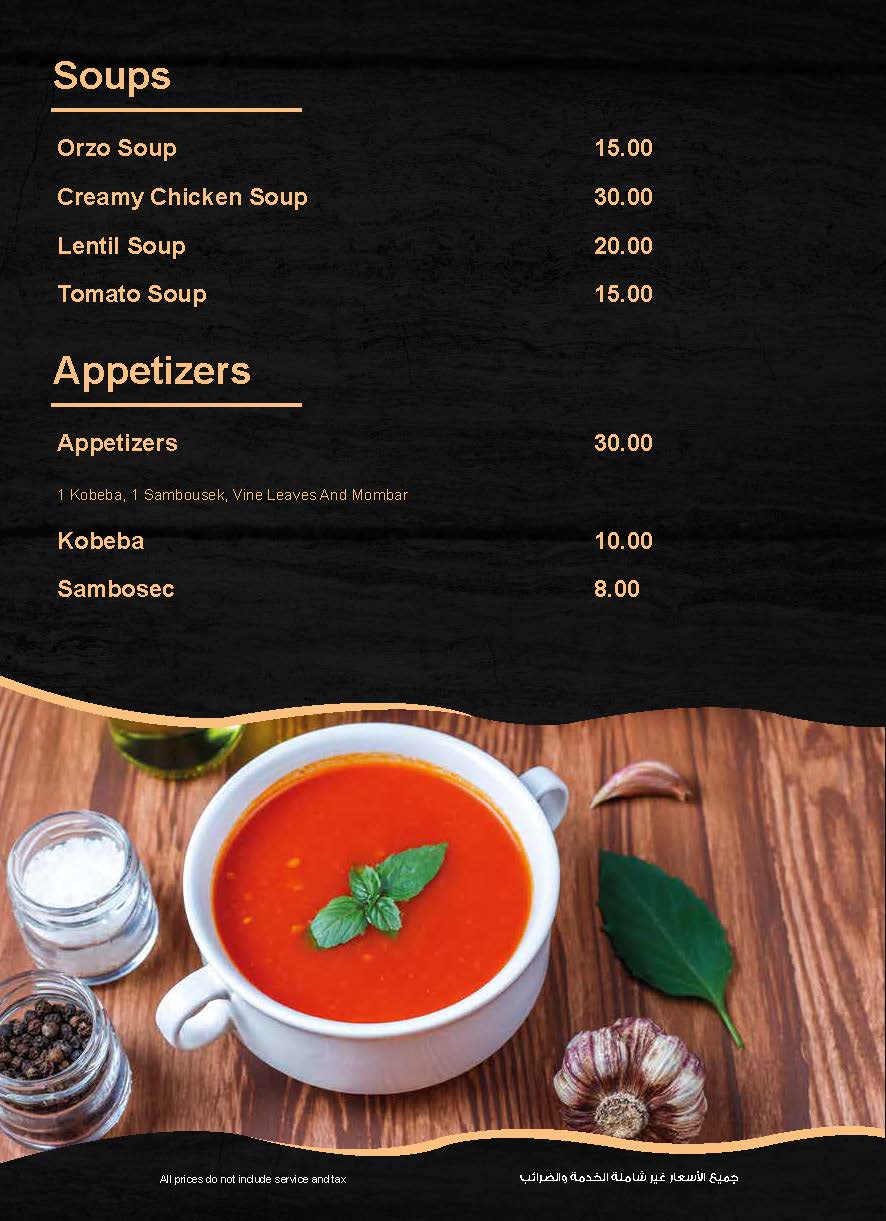 Soups
Orzo Soup 15.00
Creamy Chicken Soup 30.00
Lentil Soup 20.00
Tomato Soup 15.00
Appetizers
Appetizers 30.00
1 Kobeba, 1 Sambousek, Vine Leaves And Mombar
Kobeba 10.00
Sambosec 8.00
All prices do not include service and tax
جميع الأسعار غير شاملة الخدمة والضرائب